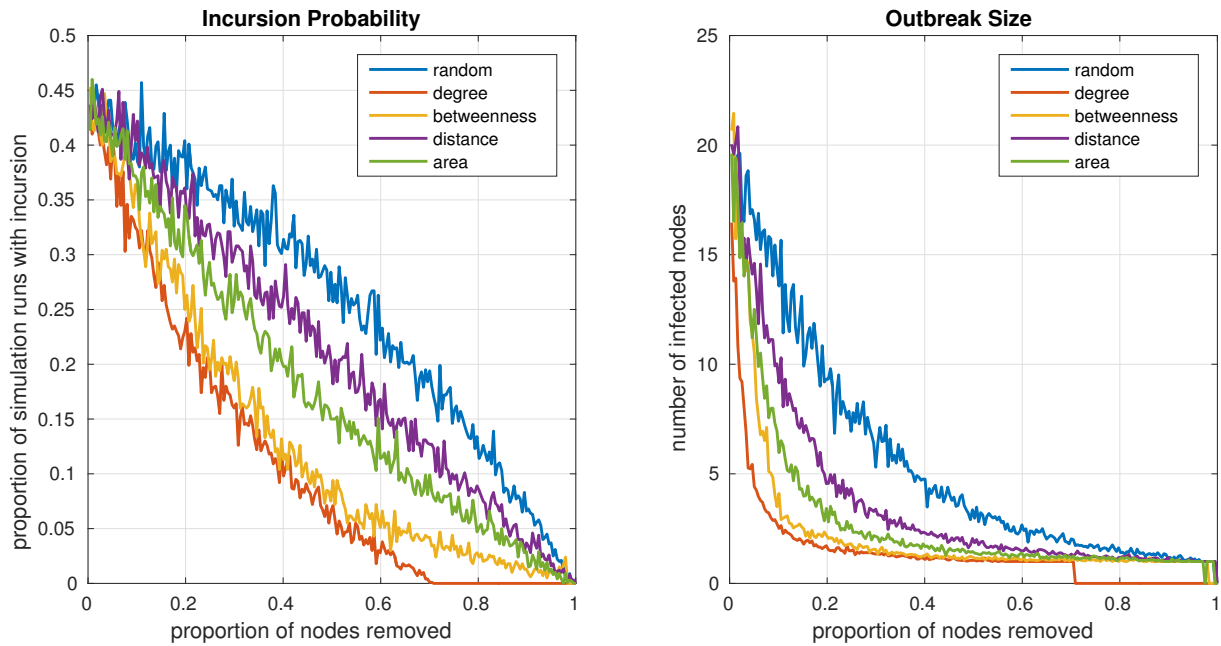 Incursion Probability
proportion of simulation runs with incursion
0.5
0.45
0.4
0.35
0.3
0.25
0.2
0.15
0.1
0.05
0
0
0.2
0.4
0.6
0.8
1
proportion of nodes removed
random
degree
betweenness
distance
area
Outbreak Size
number of infected nodes
25
20
15
10
5
0
0
0.2
0.4
0.6
0.8
1
proportion of nodes removed
random
degree
betweenness
distance
area